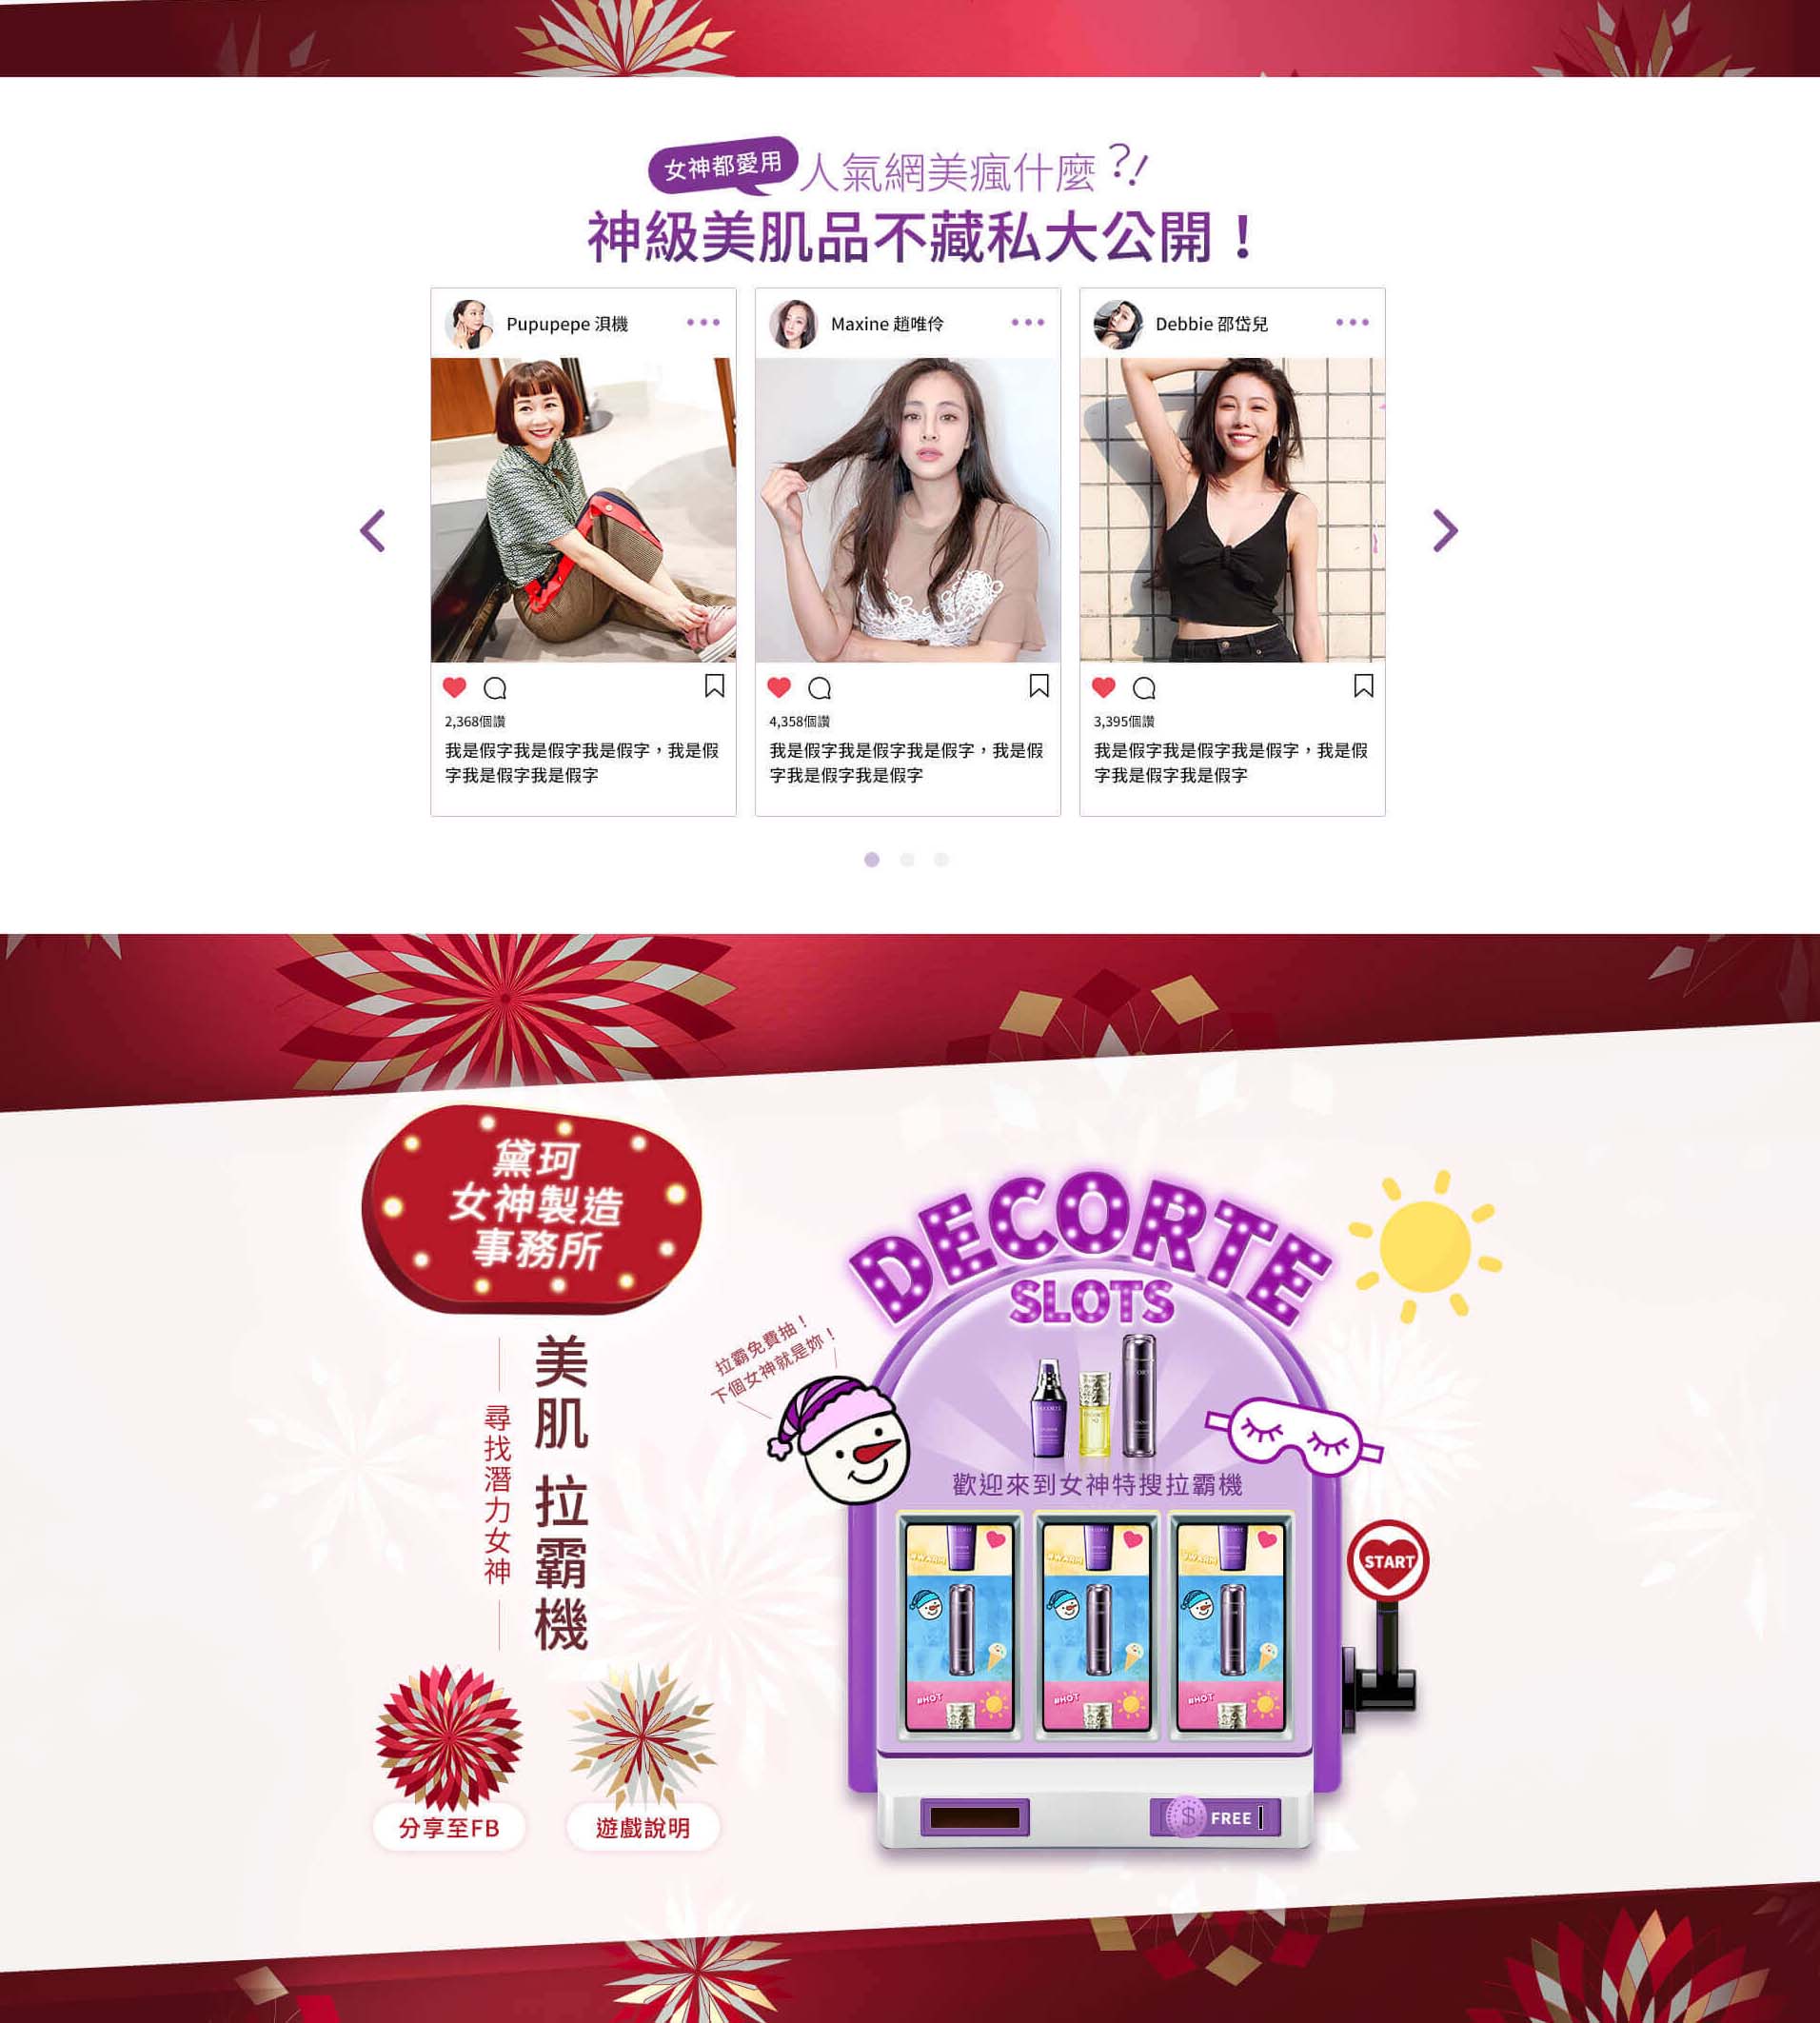 女神都愛用
人氣網美瘋什麼?!
神級美肌品不藏私大公開！
Pupupepe 浿機
2,368個讚
我是假字我是假字我是假字，我是假
字我是假字我是假字
Maxine 趙唯伶
4,358個讚
我是假字我是假字我是假字，我是假
字我是假字我是假字
Debbie 邵岱兒
3,395個讚
我是假字我是假字我是假字，我是假
字我是假字我是假字
黛珂
女神製造
事務所
美肌 拉霸機
尋找潛力女神
分享至FB
遊戲說明
拉霸免費抽！
下個女神就是妳！
DECORTE
SLOTS
歡迎來到女神特搜拉霸機
#WARM
#WARM
#WARM
#HOT
#HOT
#HOT
START
$ FREE